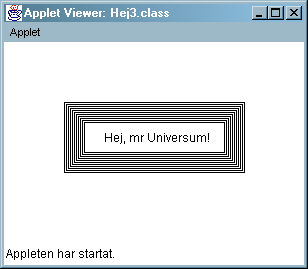 Applet Viewer: Hej3.class
Applet
Hej, mr Universum!
Appleten har startat.